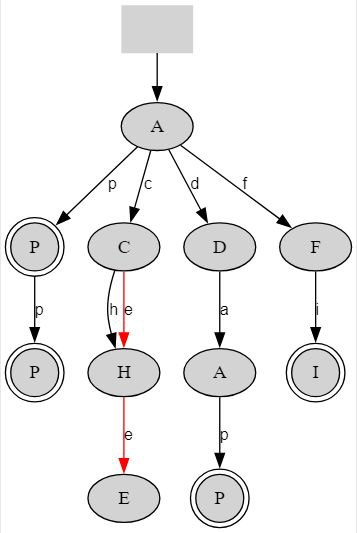 A
p c d f
P C D F
p h e a i
P H A I
e p
E P